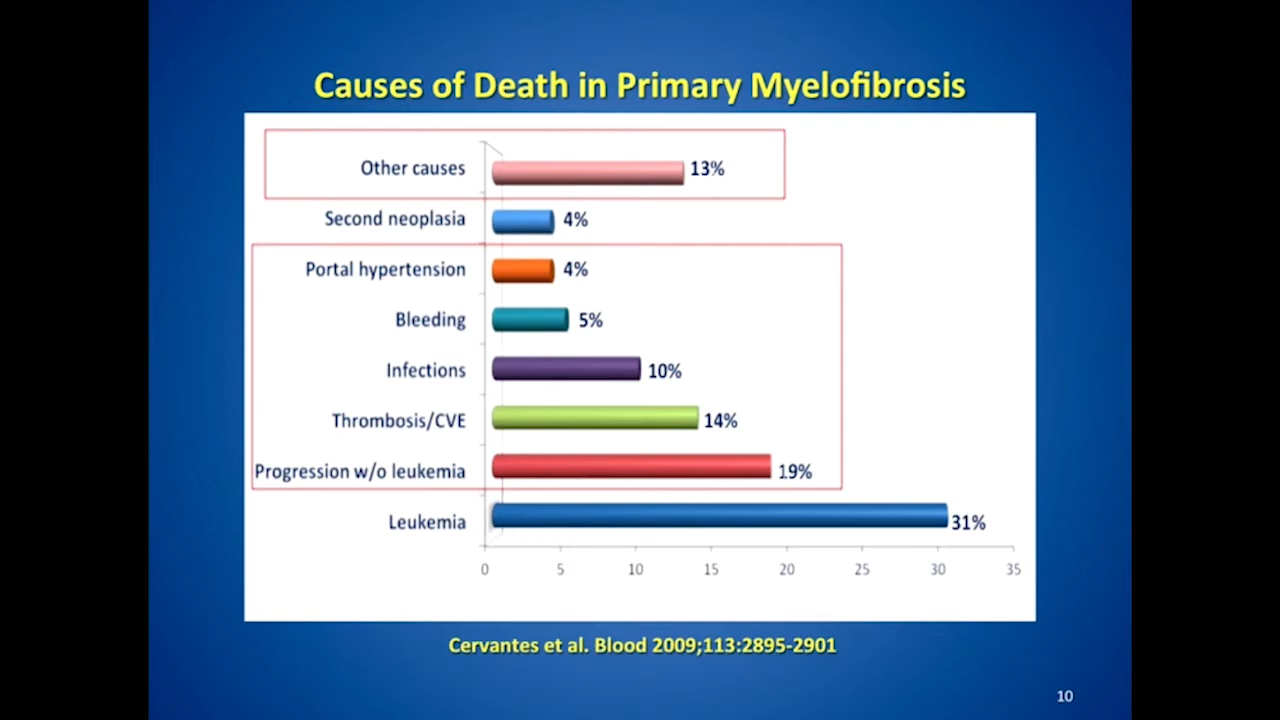 Causes of Death in Primary Myelofibrosis
Other causes 13%
Second neoplasia 4%
Portal hypertension 4%
Bleeding 5%
Infections 10%
Thrombosis/CVE 14%
Progression w/o leukemia 19%
Leukemia 31%
0 5 10 15 20 25 30 35
Cervantes et al. Blood 2009;113:2895-2901
10